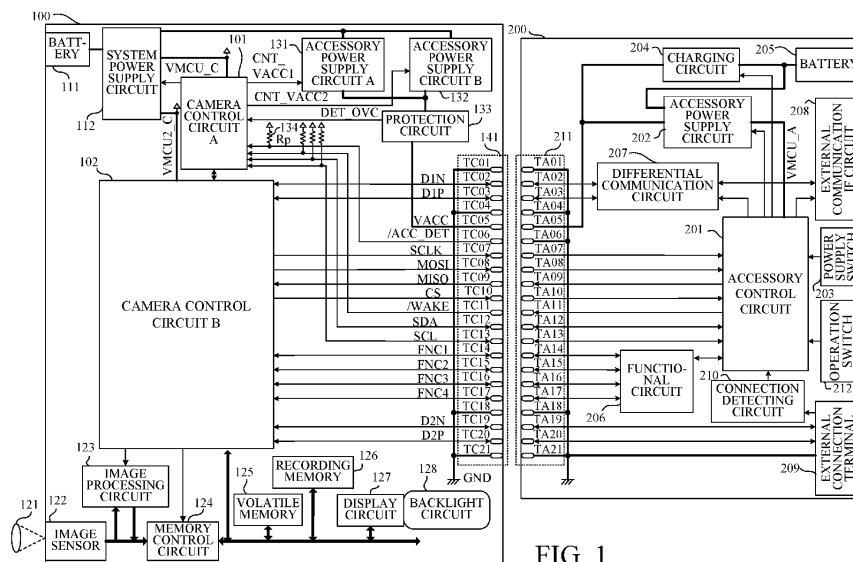 100
BATT-
ERY
111
SYSTEM
POWER
SUPPLY
CIRCUIT
112
VMCU_C
VMCU2_C
101
CAMERA
CONTROL
CIRCUIT
A
CNT_
VACC1
CNT_VACC2
DET_OVC
131
ACCESSORY
POWER SUPPLY
CIRCUIT A
ACCESSORY
POWER SUPPLY
CIRCUIT B
132
133
PROTECTION
CIRCUIT
134
Rp
102
CAMERA CONTROL
CIRCUIT B
D1N
D1P
VACC
/ACC_DET
SCLK
MOSI
MISO
CS
/WAKE
SDA
SCL
FNC1
FNC2
FNC3
FNC4
D2N
D2P
GND
141
TC01
TC02
TC03
TC04
TC05
TC06
TC07
TC08
TC09
TC10
TC11
TC12
TC13
TC14
TC15
TC16
TC17
TC18
TC19
TC20
TC21
211
TA01
TA02
TA03
TA04
TA05
TA06
TA07
TA08
TA09
TA10
TA11
TA12
TA13
TA14
TA15
TA16
TA17
TA18
TA19
TA20
TA21
200
204
CHARGING
CIRCUIT
205
BATTERY
ACCESSORY
POWER
SUPPLY
CIRCUIT
202
VMCU_A
208
EXTERNAL
COMMUNICATION
IF CIRCUIT
207
DIFFERENTIAL
COMMUNICATION
CIRCUIT
201
ACCESSORY
CONTROL
CIRCUIT
POWER
SUPPLY
SWITCH
203
OPERATION
SWITCH
212
FUNCTIO-
NAL
CIRCUIT
206
210
CONNECTION
DETECTING
CIRCUIT
EXTERNAL
CONNECTION
TERMINAL
209
123
IMAGE
PROCESSING
CIRCUIT
121
122
IMAGE
SENSOR
124
MEMORY
CONTROL
CIRCUIT
125
VOLATILE
MEMORY
126
RECORDING
MEMORY
127
DISPLAY
CIRCUIT
128
BACKLIGHT
CIRCUIT
FIG. 1